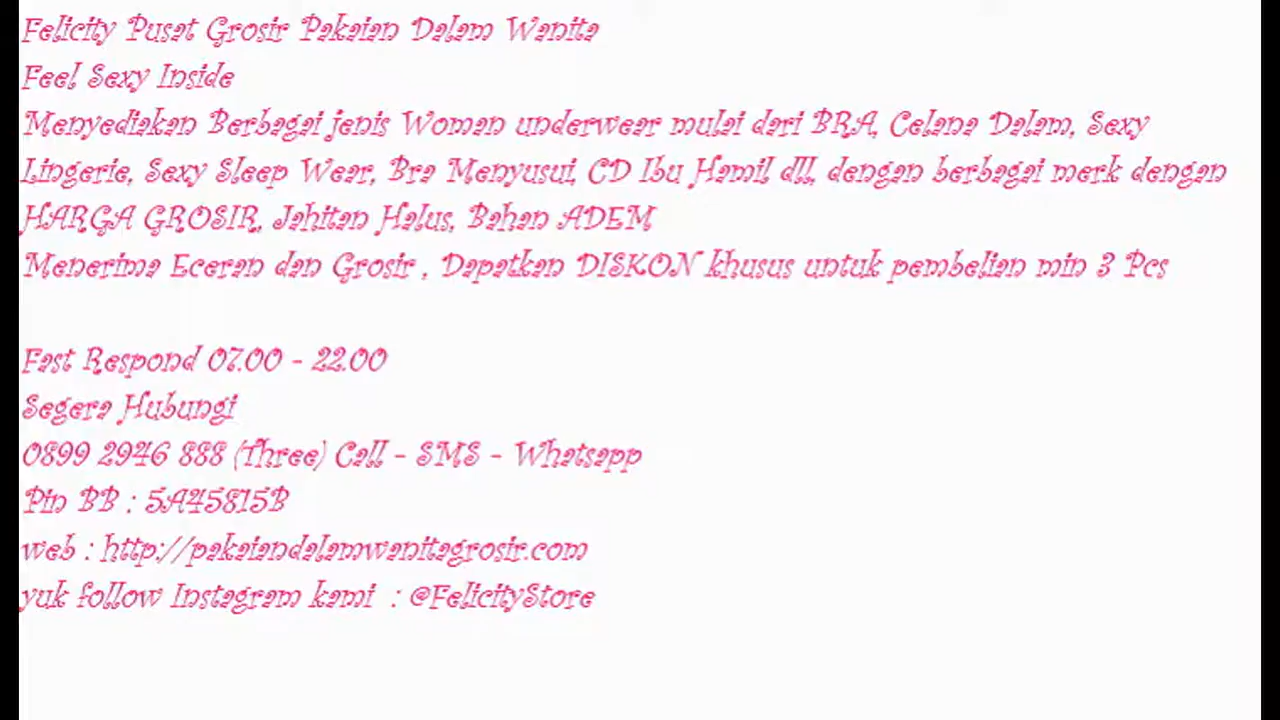 Felicity Pusat Grosir Pakaian Dalam Wanita
Feel Sexy Inside
Menyediakan Berbagai jenis Woman underwear mulai dari BRA, Celana Dalam, Sexy
Lingerie, Sexy Sleep Wear, Bra Menyusui, CD Ibu Hamil dll, dengan berbagai merk dengan
HARGA GROSIR, Jahitan Halus, Bahan ADEM
Menerima Eceran dan Grosir , Dapatkan DISKON khusus untuk pembelian min 3 Pcs
Fast Respond 07.00 - 22.00
Segera Hubungi
0899 2946 888 (Three) Call - SMS - Whatsapp
Pin BB : 5A45815B
web : http://pakaiandalamwanitagrosir.com
yuk follow Instagram kami : @FelicityStore